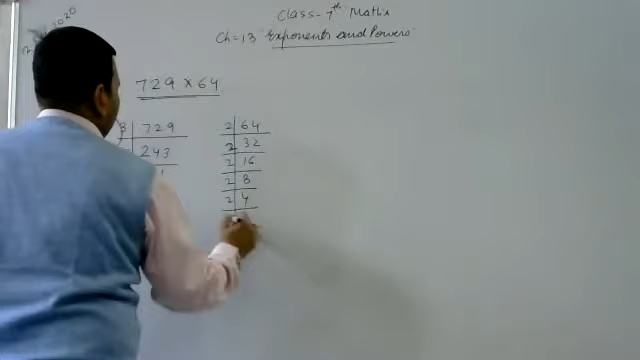 Class - 7th Maths
Ch = 13 Exponents and Powers
729 × 64
3 | 729
243
2 | 64
2 | 32
2 | 16
2 | 8
2 | 4